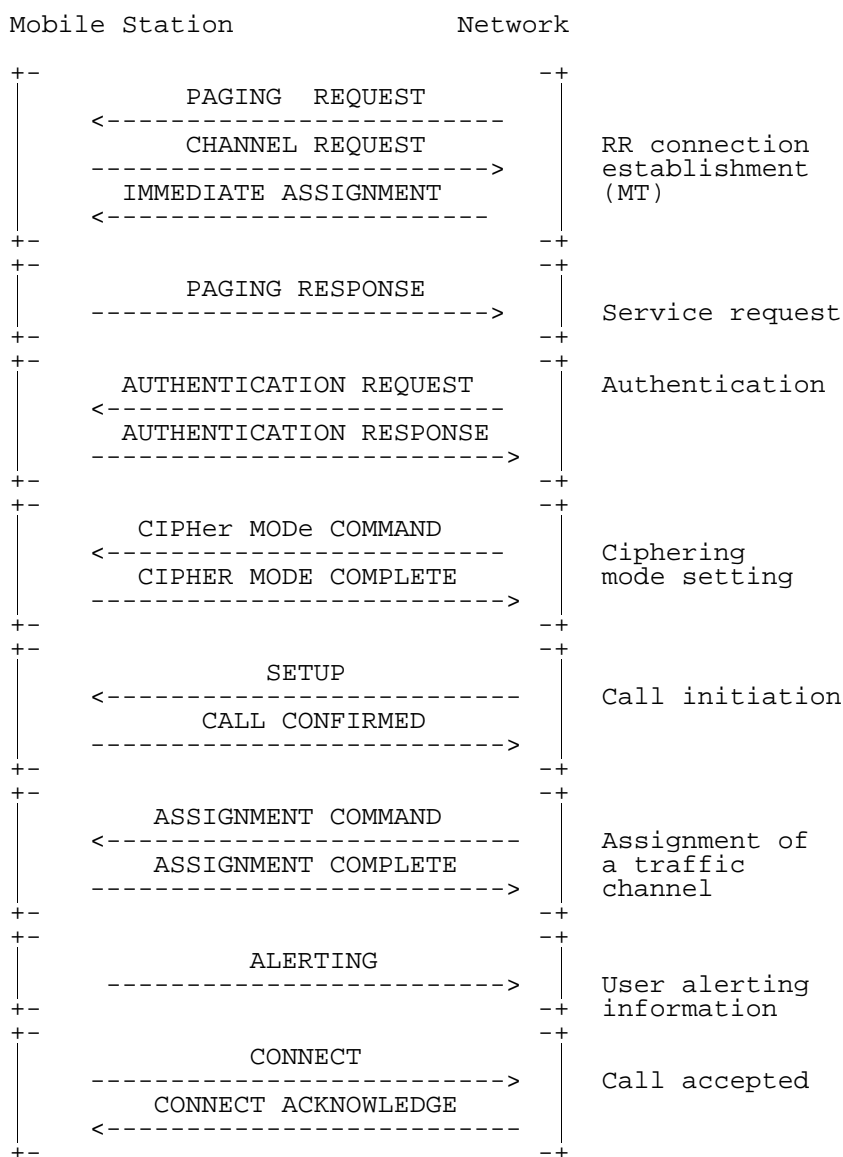 Mobile Station Network
PAGING REQUEST
CHANNEL REQUEST RR connection
establishment
IMMEDIATE ASSIGNMENT (MT)
PAGING RESPONSE
Service request
AUTHENTICATION REQUEST Authentication
AUTHENTICATION RESPONSE
CIPHer MODe COMMAND
Ciphering
CIPHER MODE COMPLETE mode setting
SETUP
Call initiation
CALL CONFIRMED
ASSIGNMENT COMMAND
Assignment of
ASSIGNMENT COMPLETE a traffic
channel
ALERTING
User alerting
information
CONNECT
Call accepted
CONNECT ACKNOWLEDGE